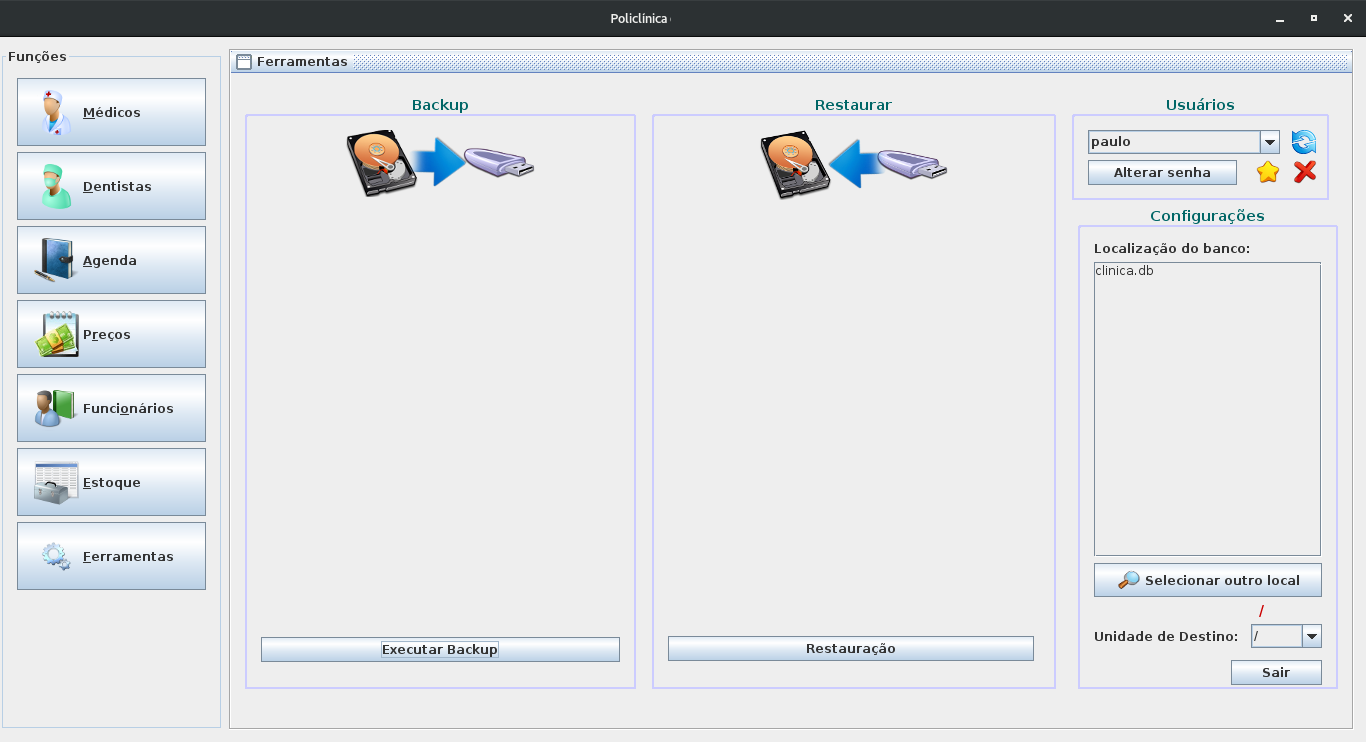 Policlínica
Funções
Médicos
Dentistas
Agenda
Preços
Funcionários
Estoque
Ferramentas
Ferramentas
Backup
Executar Backup
Restaurar
Restauração
Usuários
paulo
Alterar senha
Configurações
Localização do banco:
clinica.db
Selecionar outro local
/
Unidade de Destino: /
Sair